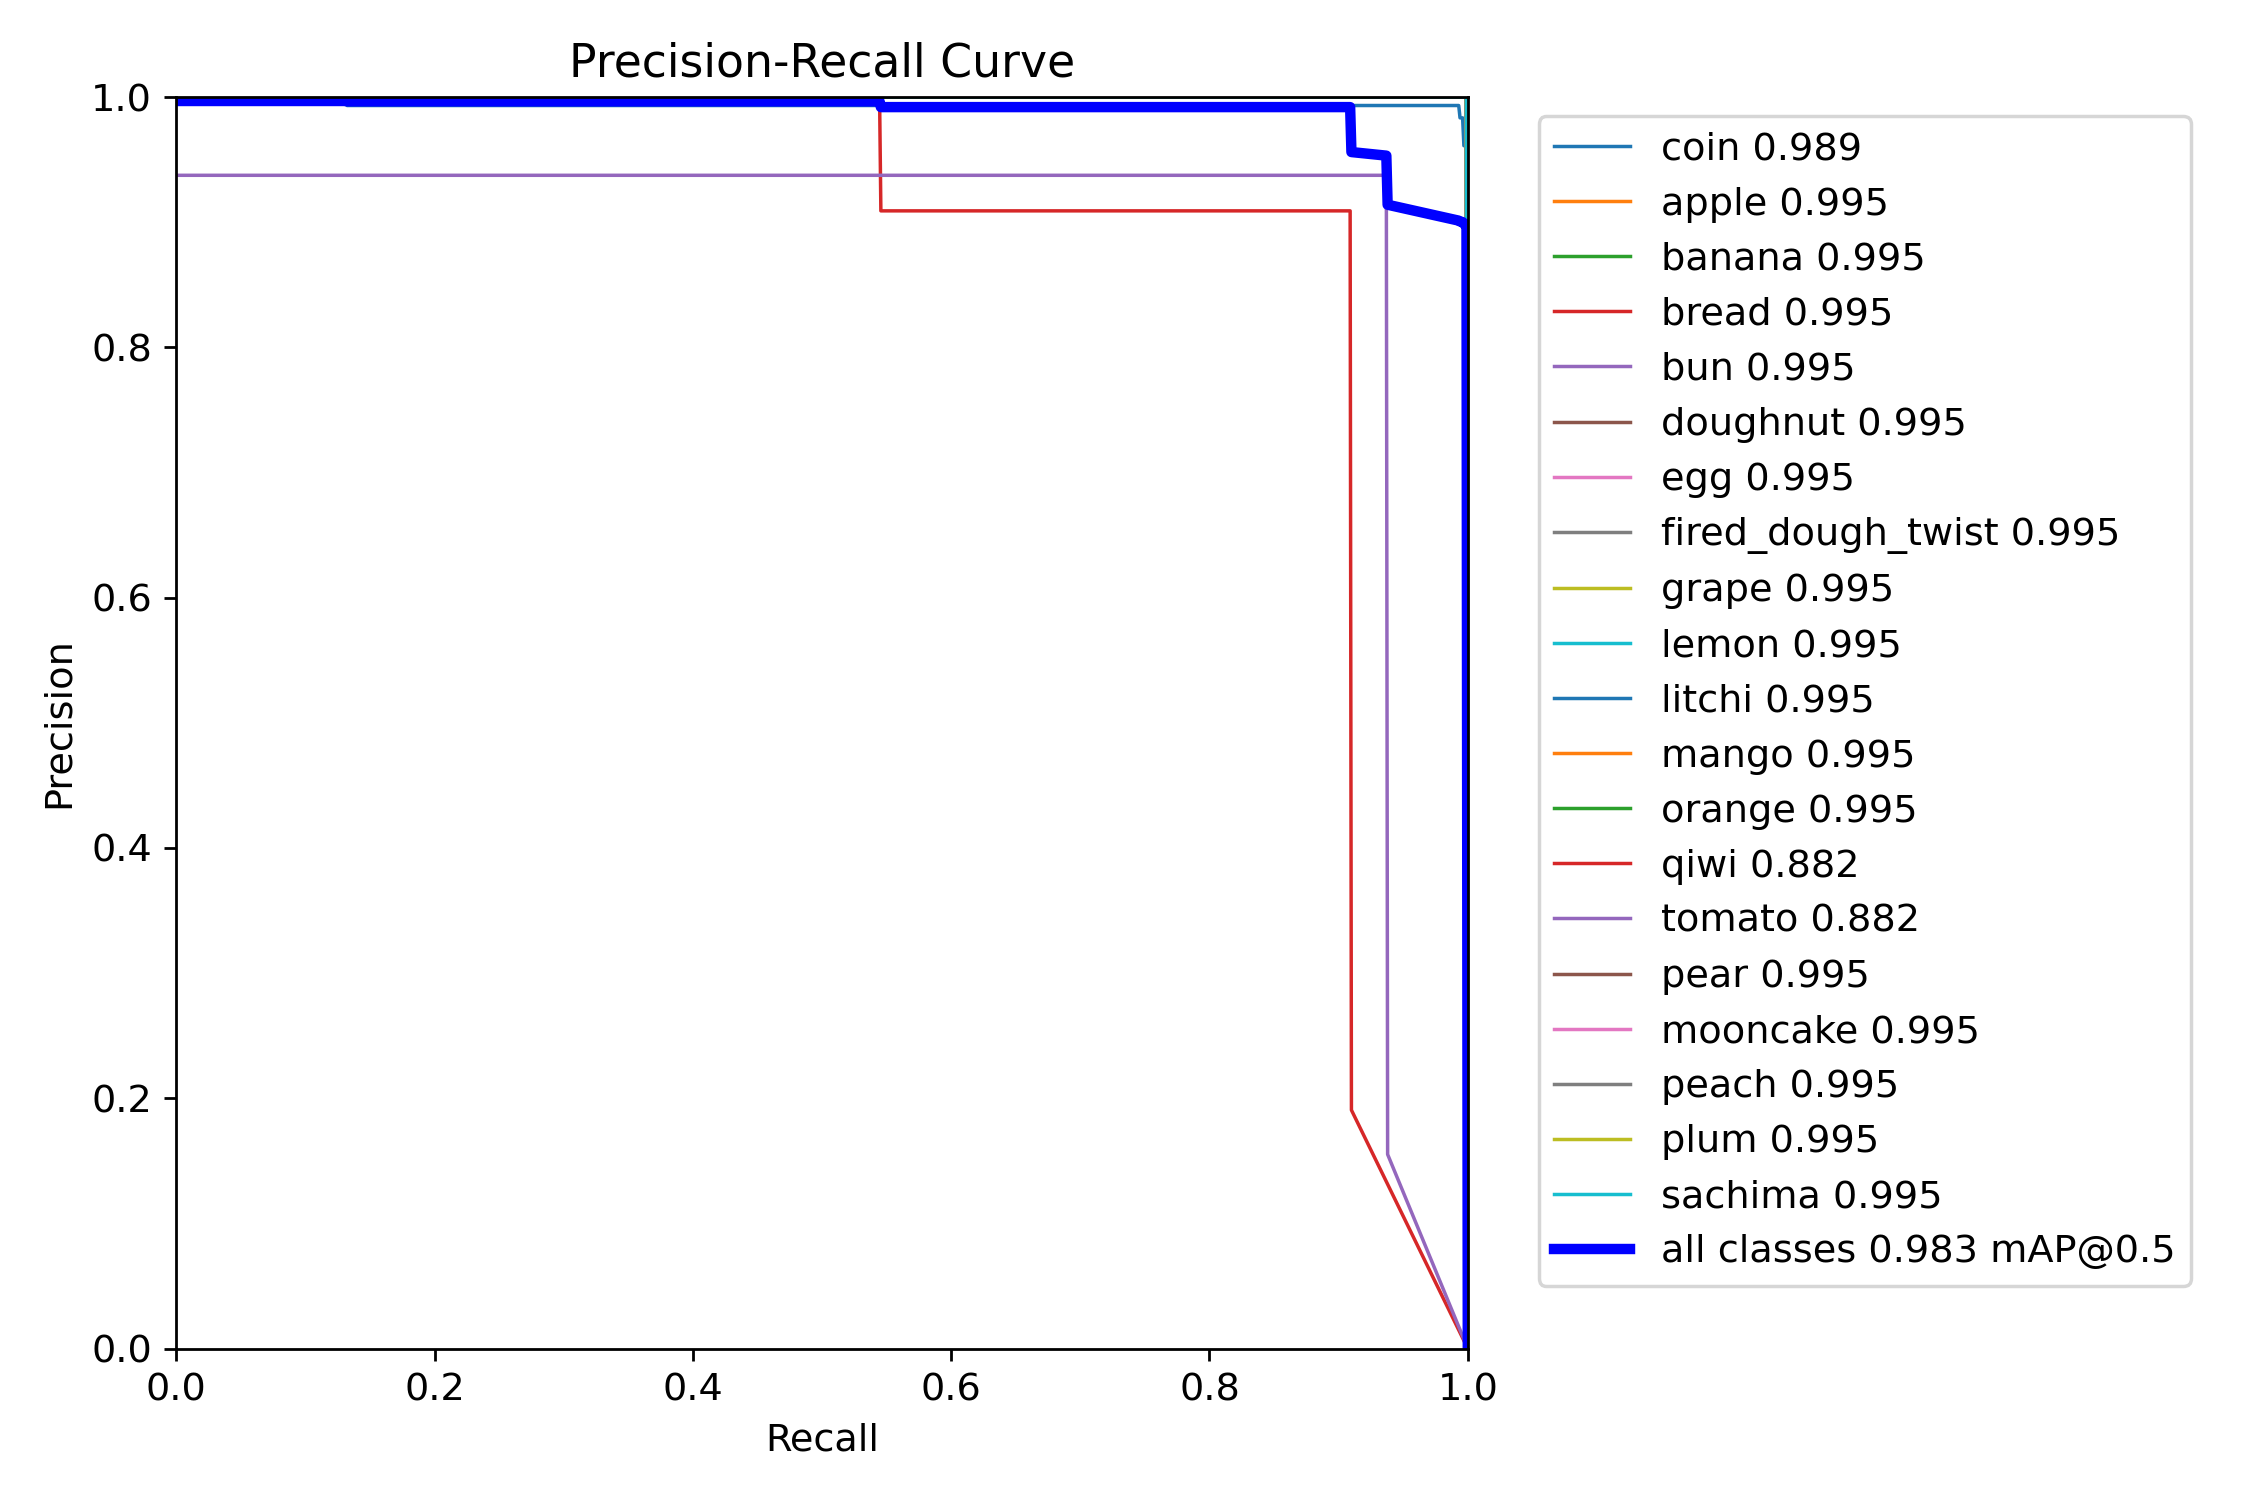 Precision-Recall Curve
1.0
0.8
0.6
0.4
0.2
0.0
Precision
0.0 0.2 0.4 0.6 0.8 1.0
Recall
coin 0.989
apple 0.995
banana 0.995
bread 0.995
bun 0.995
doughnut 0.995
egg 0.995
fired_dough_twist 0.995
grape 0.995
lemon 0.995
litchi 0.995
mango 0.995
orange 0.995
qiwi 0.882
tomato 0.882
pear 0.995
mooncake 0.995
peach 0.995
plum 0.995
sachima 0.995
all classes 0.983 mAP@0.5